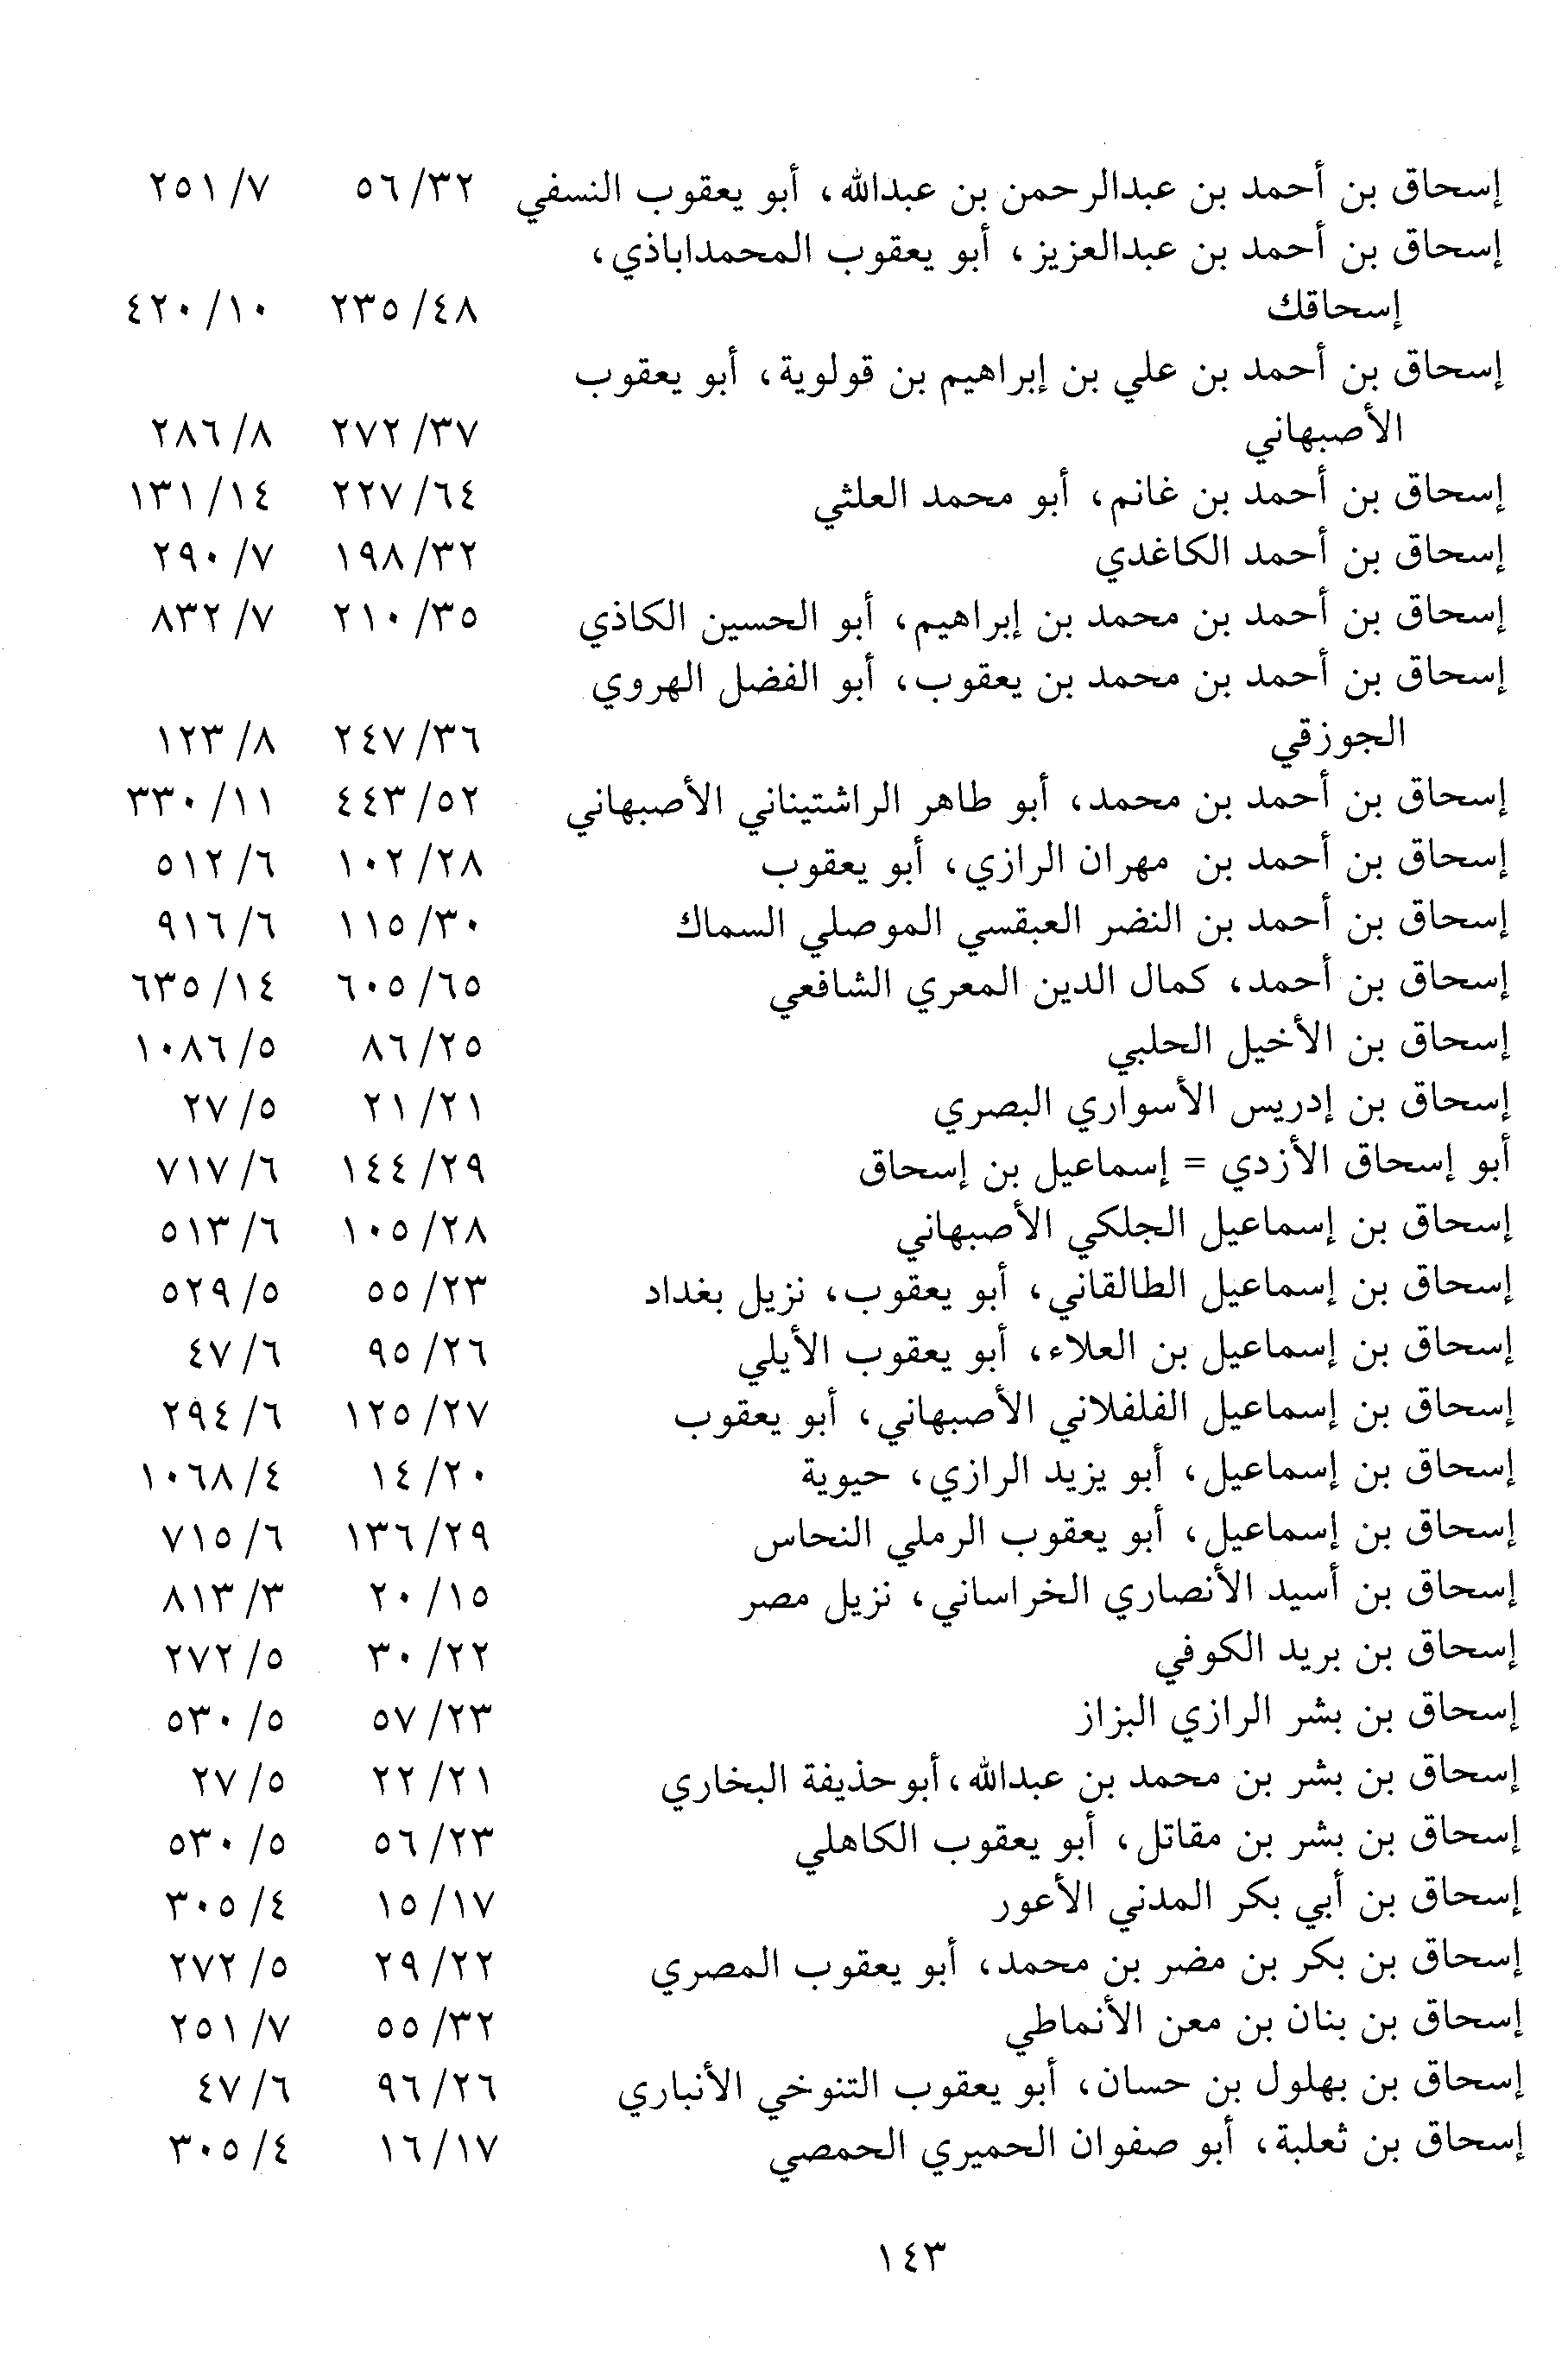 إسحاق بن أحمد بن عبدالرحمن بن عبدالله، أبو يعقوب النسفي ٥٦/٣٢ ٢٥١/٧
إسحاق بن أحمد بن عبدالعزيز، أبو يعقوب المحمداباذي،
إسحاقك ٢٣٥/٤٨ ٤٢٠/١٠
إسحاق بن أحمد بن علي بن إبراهيم بن قولوية، أبو يعقوب
الأصبهاني ٢٧٢/٣٧ ٢٨٦/٨
إسحاق بن أحمد بن غانم، أبو محمد العلثي ٢٢٧/٦٤ ١٣١/١٤
إسحاق بن أحمد الكاغدي ١٩٨/٣٢ ٢٩٠/٧
إسحاق بن أحمد بن محمد بن إبراهيم، أبو الحسين الكاذي ٢١٠/٣٥ ٨٣٢/٧
إسحاق بن أحمد بن محمد بن يعقوب، أبو الفضل الهروي
الجوزقي ٢٤٧/٣٦ ١٢٣/٨
إسحاق بن أحمد بن محمد، أبو طاهر الراشتيناني الأصبهاني ٤٤٣/٥٢ ٣٣٠/١١
إسحاق بن أحمد بن مهران الرازي، أبو يعقوب ١٠٢/٢٨ ٥١٢/٦
إسحاق بن أحمد بن النضر العبقسي الموصلي السماك ١١٥/٣٠ ٩١٦/٦
إسحاق بن أحمد، كمال الدين المعري الشافعي ٦٠٥/٦٥ ٦٣٥/١٤
إسحاق بن الأخيل الحلبي ٨٦/٢٥ ١٠٨٦/٥
إسحاق بن إدريس الأسواري البصري ٢١/٢١ ٢٧/٥
أبو إسحاق الأزدي = إسماعيل بن إسحاق ١٤٤/٢٩ ٧١٧/٦
إسحاق بن إسماعيل الجلكي الأصبهاني ١٠٥/٢٨ ٥١٣/٦
إسحاق بن إسماعيل الطالقاني، أبو يعقوب، نزيل بغداد ٥٥/٢٣ ٥٢٩/٥
إسحاق بن إسماعيل بن العلاء، أبو يعقوب الأيلي ٩٥/٢٦ ٤٧/٦
إسحاق بن إسماعيل الفلفلاني الأصبهاني، أبو يعقوب ١٢٥/٢٧ ٢٩٤/٦
إسحاق بن إسماعيل، أبو يزيد الرازي، حيوية ١٤/٢٠ ١٠٦٨/٤
إسحاق بن إسماعيل، أبو يعقوب الرملي النحاس ١٣٦/٢٩ ٧١٥/٦
إسحاق بن أسيد الأنصاري الخراساني، نزيل مصر ٢٠/١٥ ٨١٣/٣
إسحاق بن بريد الكوفي ٣٠/٢٢ ٢٧٢/٥
إسحاق بن بشر الرازي البزاز ٥٧/٢٣ ٥٣٠/٥
إسحاق بن بشر بن محمد بن عبدالله، أبو حذيفة البخاري ٢٢/٢١ ٢٧/٥
إسحاق بن بشر بن مقاتل، أبو يعقوب الكاهلي ٥٦/٢٣ ٥٣٠/٥
إسحاق بن أبي بكر المدني الأعور ١٥/١٧ ٣٠٥/٤
إسحاق بن بكر بن مضر بن محمد، أبو يعقوب المصري ٢٩/٢٢ ٢٧٢/٥
إسحاق بن بنان بن معن الأنماطي ٥٥/٣٢ ٢٥١/٧
إسحاق بن بهلول بن حسان، أبو يعقوب التنوخي الأنباري ٩٦/٢٦ ٤٧/٦
إسحاق بن ثعلبة، أبو صفوان الحميري الحمصي ١٦/١٧ ٣٠٥/٤
١٤٣